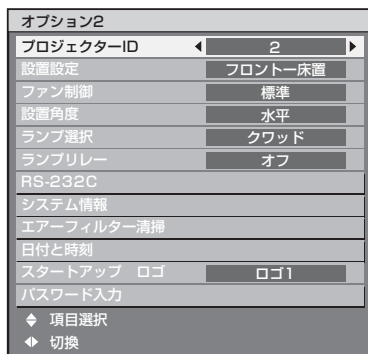 オプション2
プロジェクターID 2
設置設定 フロントー床置
ファン制御 標準
設置角度 水平
ランプ選択 クワッド
ランプリレー オフ
RS-232C
システム情報
エアーフィルター清掃
日付と時刻
スタートアップ ロゴ ロゴ1
パスワード入力
項目選択
切換